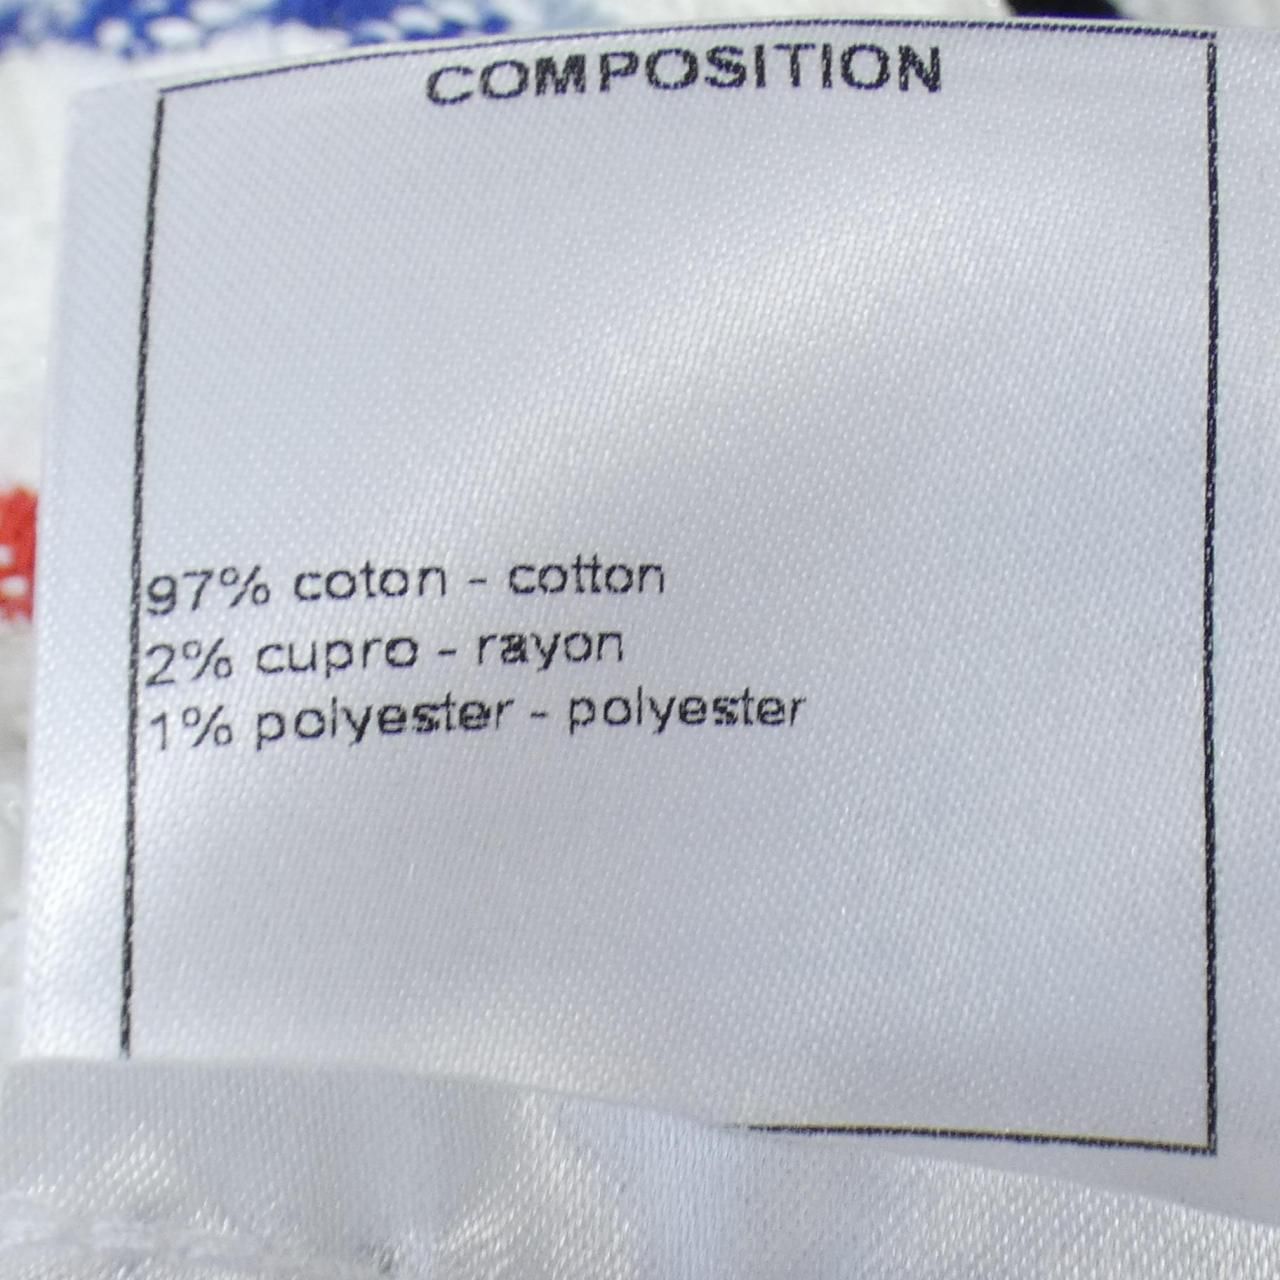 COMPOSITION
97% coton - cotton
2% cupro - rayon
1% polyester - polyester